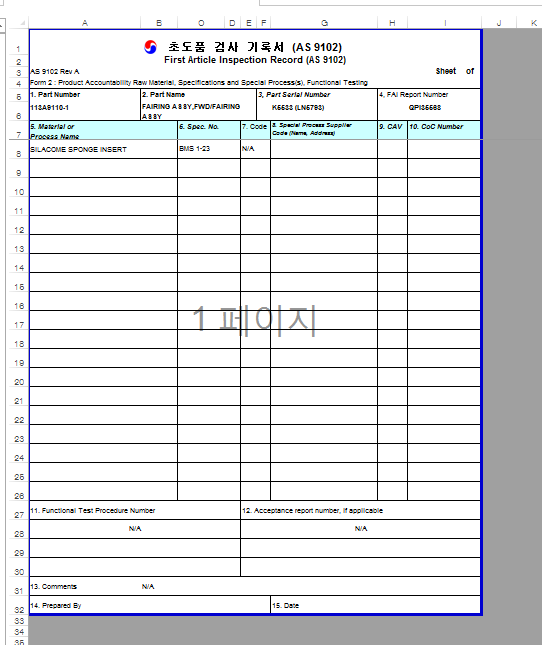 A B C D E F G H I J K
1 초도품 검사 기록서 (AS 9102)
2 First Article Inspection Record (AS 9102)
3 AS 9102 Rev A Sheet of
4 Form 2 : Product Accountability Raw Material, Specifications and Special Process(s), Functional Testing
5 1. Part Number 2. Part Name 3, Part Serial Number 4, FAI Report Number
113A9110-1 FAIRING ASSY,FWD/FAIRING K5533 (LN5793) QPI35568
6 ASSY
5. Material or 6. Spec. No. 7. Code 8. Special Process Supplier 9. CAV 10. CoC Number
7 Process Name Code (Name, Address)
8 SILACOME SPONGE INSERT BMS 1-23 N/A
9
10
11
12
13
14
15
16
1 페이지
17
18
19
20
21
22
23
24
25
26
27 11. Functional Test Procedure Number 12. Acceptance report number, if applicable
28 N/A N/A
29
30
31 13. Comments N/A
32 14. Prepared By 15. Date
33
34
35